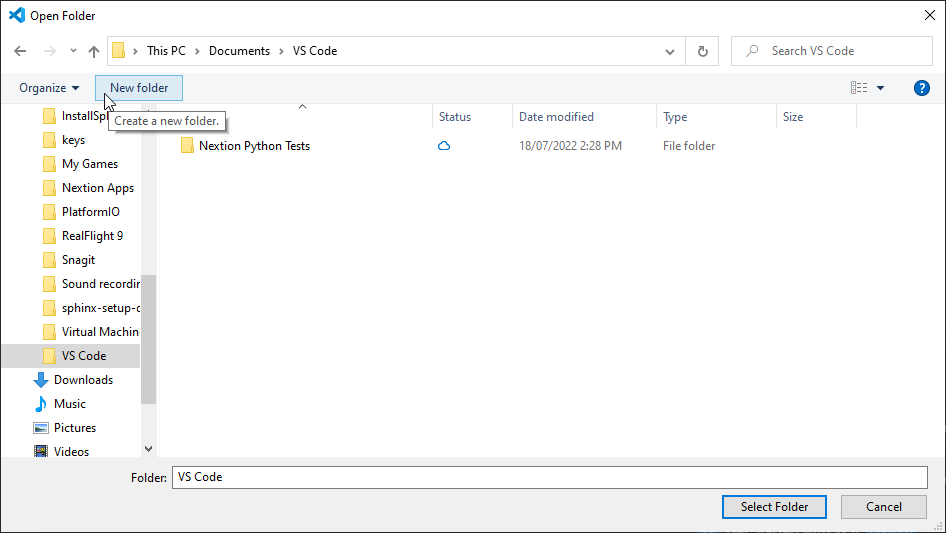 Open Folder
This PC > Documents > VS Code
Search VS Code
Organize
New folder
Create a new folder.
Status
Date modified
Type
Size
Nextion Python Tests
18/07/2022 2:28 PM
File folder
InstallSpl
keys
My Games
Nextion Apps
PlatformIO
RealFlight 9
Snagit
Sound recordin
sphinx-setup-c
Virtual Machin
VS Code
Downloads
Music
Pictures
Videos
Folder:
VS Code
Select Folder
Cancel